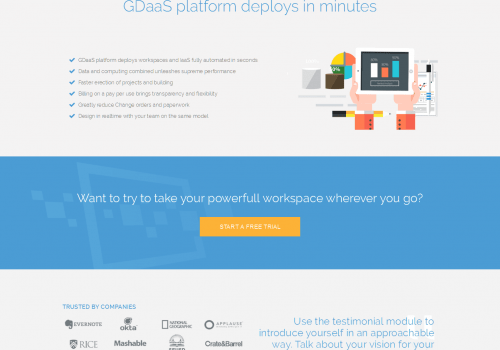 GDaaS platform deploys in minutes
GDaaS platform deploys workspaces and IaaS fully automated in seconds
Data and computing combined unleashes supreme performance
Faster erection of projects and building
Billing on a pay per use brings transparency and flexibility
Greatly reduce Change orders and paperwork
Design in realtime with your team on the same model
Want to try to take your powerfull workspace wherever you go?
START A FREE TRIAL
TRUSTED BY COMPANIES
EVERNOTE
okta
NATIONAL GEOGRAPHIC
APPLAUSE
RICE
Mashable
Crate&Barrel
Use the testimonial module to
introduce yourself in an approachable
way. Talk about your vision for your